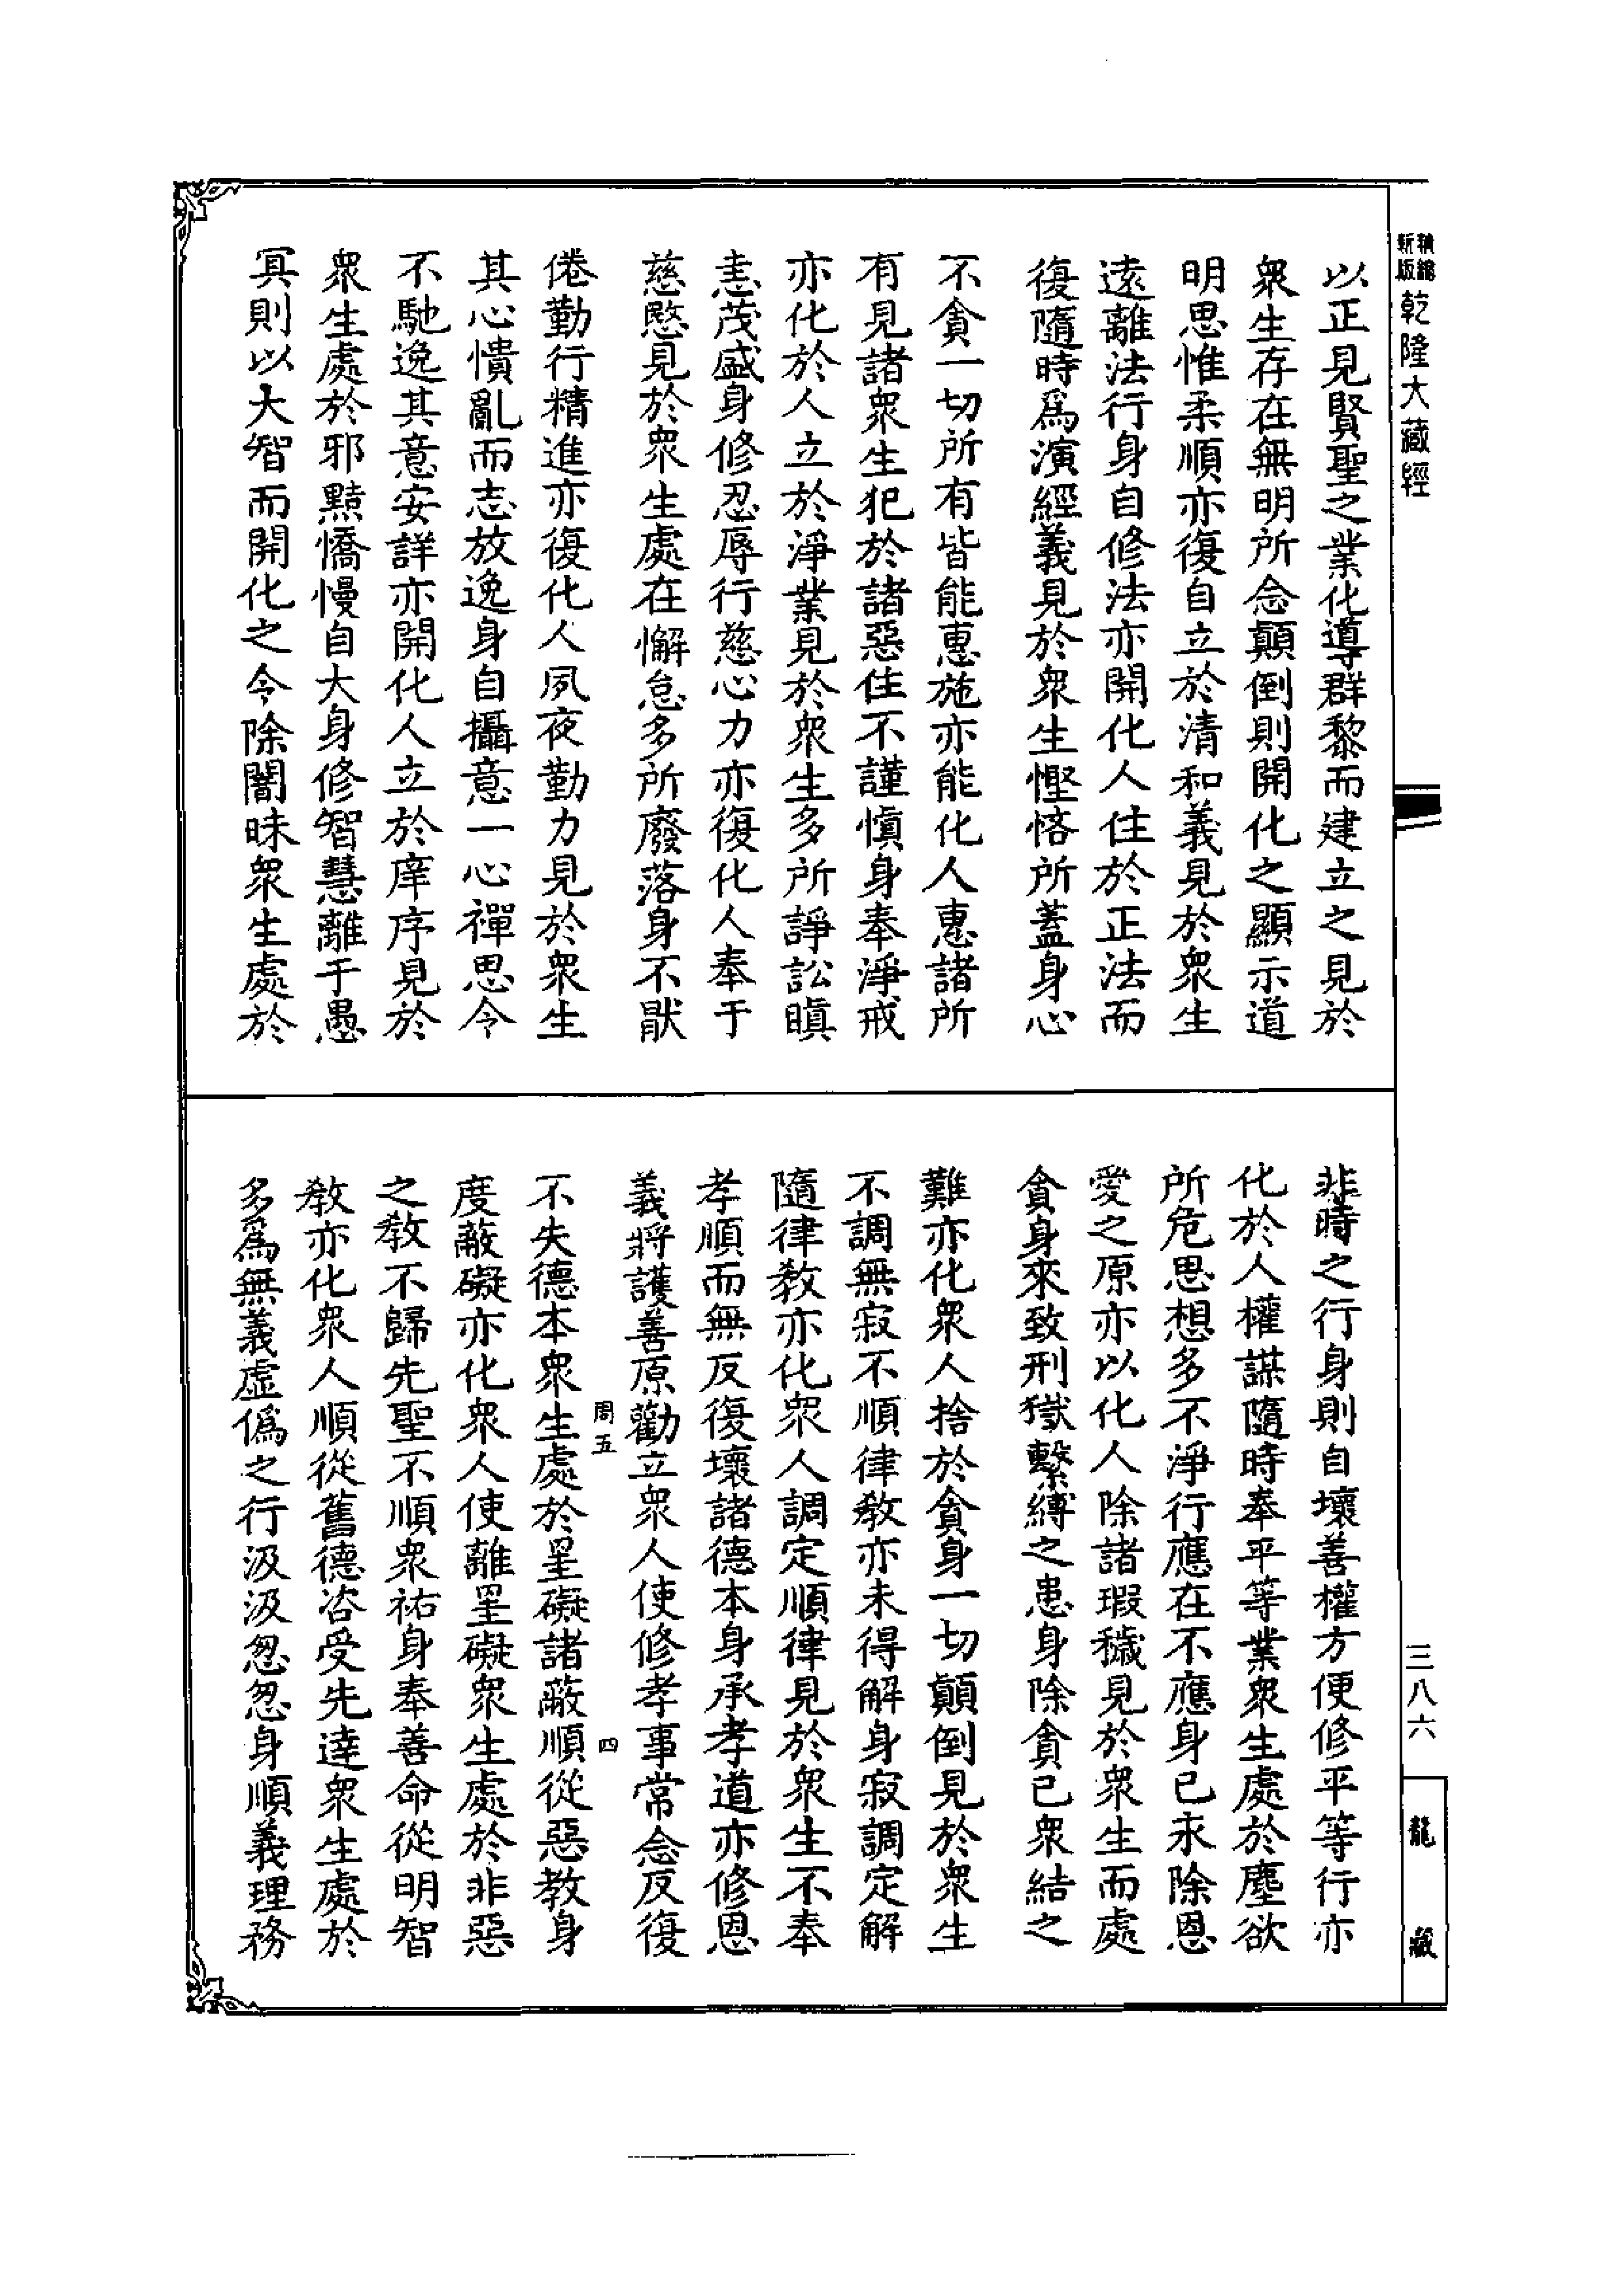 精縮新版乾隆大藏經
以正見賢聖之業化導群黎而建立之見於
衆生存在無明所念顛倒則開化之顯示道
明思惟柔順亦復自立於清和義見於衆生
遠離法行身自修法亦開化人住於正法而
復隨時爲演經義見於衆生慳悋所蓋身心
不貪一切所有皆能惠施亦能化人惠諸所
有見諸衆生犯於諸惡住不謹慎身奉淨戒
亦化於人立於淨業見於衆生多所諍訟瞋
恚茂盛身修忍辱行慈心力亦復化人奉于
慈愍見於衆生處在懈怠多所廢落身不猒
倦勤行精進亦復化人夙夜勤力見於衆生
其心憒亂而志放逸身自攝意一心禪思令
不馳逸其意安詳亦開化人立於庠序見於
衆生處於邪黠憍慢自大身修智慧離于愚
冥則以大智而開化之令除闇昧衆生處於
非時之行身則自壞善權方便修平等行亦
化於人權謀隨時奉平等業衆生處於塵欲
所危思想多不淨行應在不應身已永除恩
愛之原亦以化人除諸瑕穢見於衆生而處
貪身來致刑獄繫縛之患身除貪已衆結之
難亦化衆人捨於貪身一切顛倒見於衆生
不調無寂不順律教亦未得解身寂調定解
隨律教亦化衆人調定順律見於衆生不奉
孝順而無反復壞諸德本身承孝道亦修恩
義將護善原勸立衆人使修孝事常念反復
周五 四
不失德本衆生處於罣礙諸蔽順從惡教身
度蔽礙亦化衆人使離罣礙衆生處於非惡
之教不歸先聖不順衆祐身奉善命從明智
教亦化衆人順從舊德咨受先達衆生處於
多爲無義虛僞之行汲汲怱怱身順義理務
三八六
龍藏